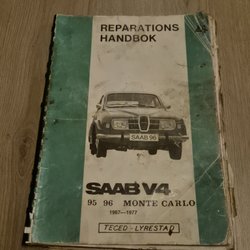 REPARATIONS
HANDBOK
SAAB 96
SAAB V4
95 96 MONTE CARLO
1967—1977
TECED - LYRESTAD